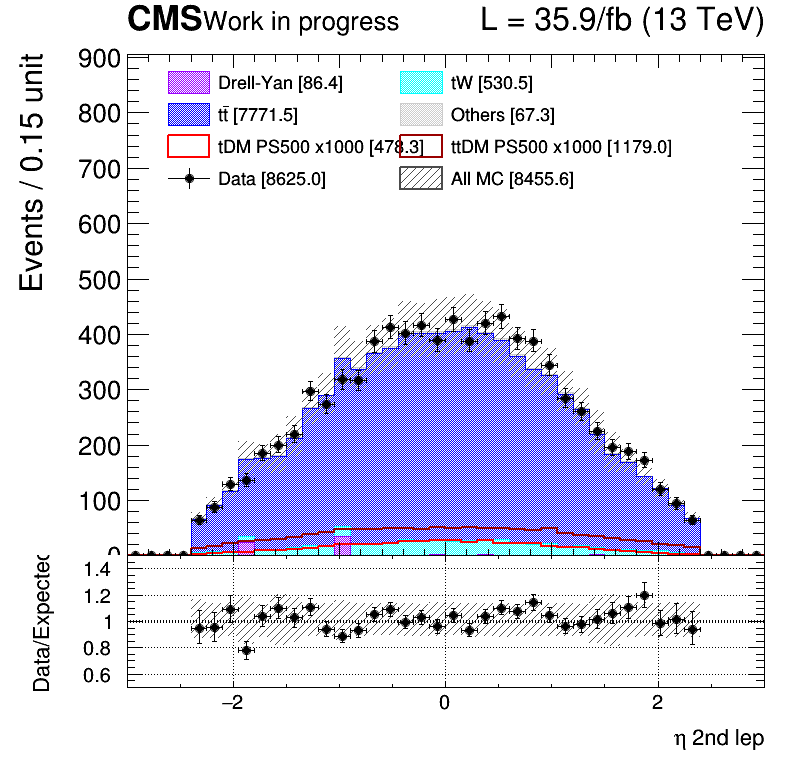 CMS Work in progress L = 35.9/fb (13 TeV)
Events / 0.15 unit
900
800
700
600
500
400
300
200
100
0
Drell-Yan [86.4] tW [530.5]
tt̄ [7771.5] Others [67.3]
tDM PS500 x1000 [478.3] ttDM PS500 x1000 [1179.0]
Data [8625.0] All MC [8455.6]
Data/Expected
1.4
1.2
1
0.8
0.6
−2 0 2
η 2nd lep